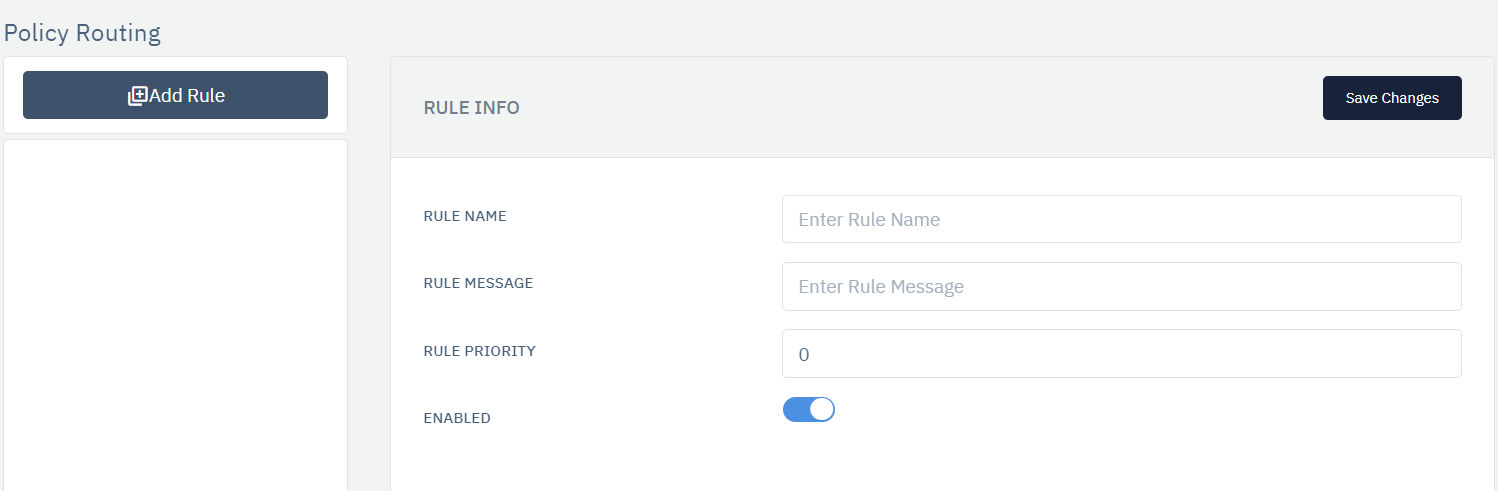 Policy Routing
Add Rule
RULE INFO
Save Changes
RULE NAME
Enter Rule Name
RULE MESSAGE
Enter Rule Message
RULE PRIORITY
0
ENABLED